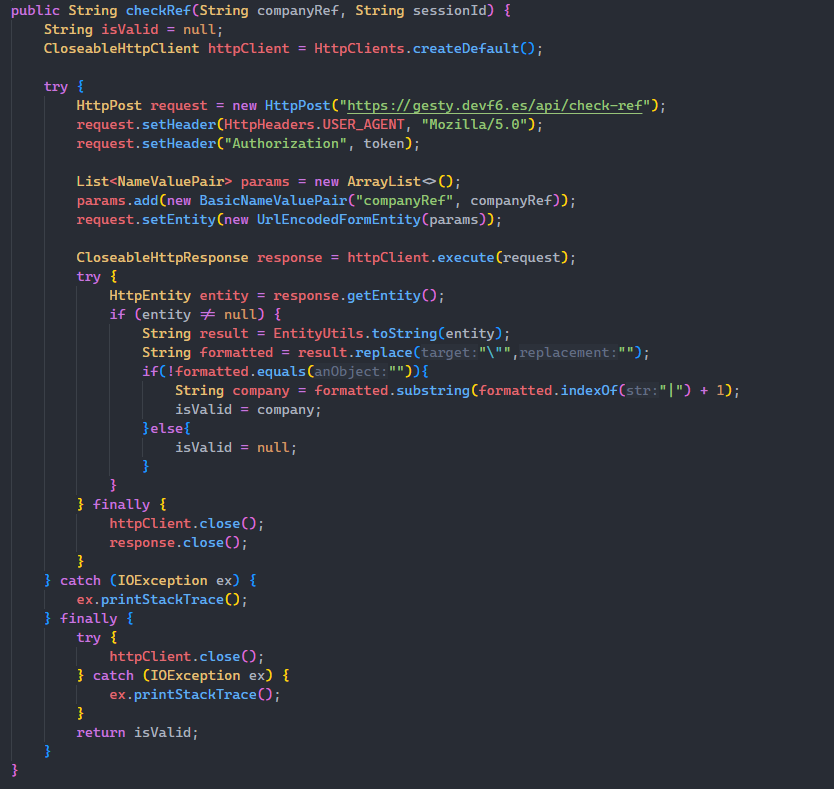 public String checkRef(String companyRef, String sessionId) {
String isValid = null;
CloseableHttpClient httpClient = HttpClients.createDefault();
try {
HttpPost request = new HttpPost("https://gesty.devf6.es/api/check-ref");
request.setHeader(HttpHeaders.USER_AGENT, "Mozilla/5.0");
request.setHeader("Authorization", token);
List<NameValuePair> params = new ArrayList<>();
params.add(new BasicNameValuePair("companyRef", companyRef));
request.setEntity(new UrlEncodedFormEntity(params));
CloseableHttpResponse response = httpClient.execute(request);
try {
HttpEntity entity = response.getEntity();
if (entity ≠ null) {
String result = EntityUtils.toString(entity);
String formatted = result.replace(target:"\"",replacement:"");
if(!formatted.equals(anObject:"")){
String company = formatted.substring(formatted.indexOf(str:"|") + 1);
isValid = company;
}else{
isValid = null;
}
}
} finally {
httpClient.close();
response.close();
}
} catch (IOException ex) {
ex.printStackTrace();
} finally {
try {
httpClient.close();
} catch (IOException ex) {
ex.printStackTrace();
}
return isValid;
}
}